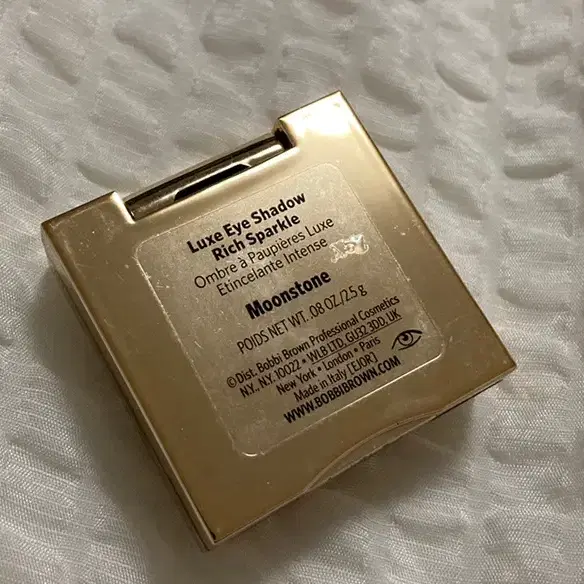 Luxe Eye Shadow
Rich Sparkle
Ombre à Paupières Luxe
Etincelante Intense
Moonstone
POIDS NET WT. .08 OZ./2.5 g
©Dist. Bobbi Brown Professional Cosmetics
N.Y., N.Y. 10022 • WLB LTD. GU32 3DD, UK
New York • London • Paris
Made in Italy [EJOR]
WWW.BOBBIBROWN.COM